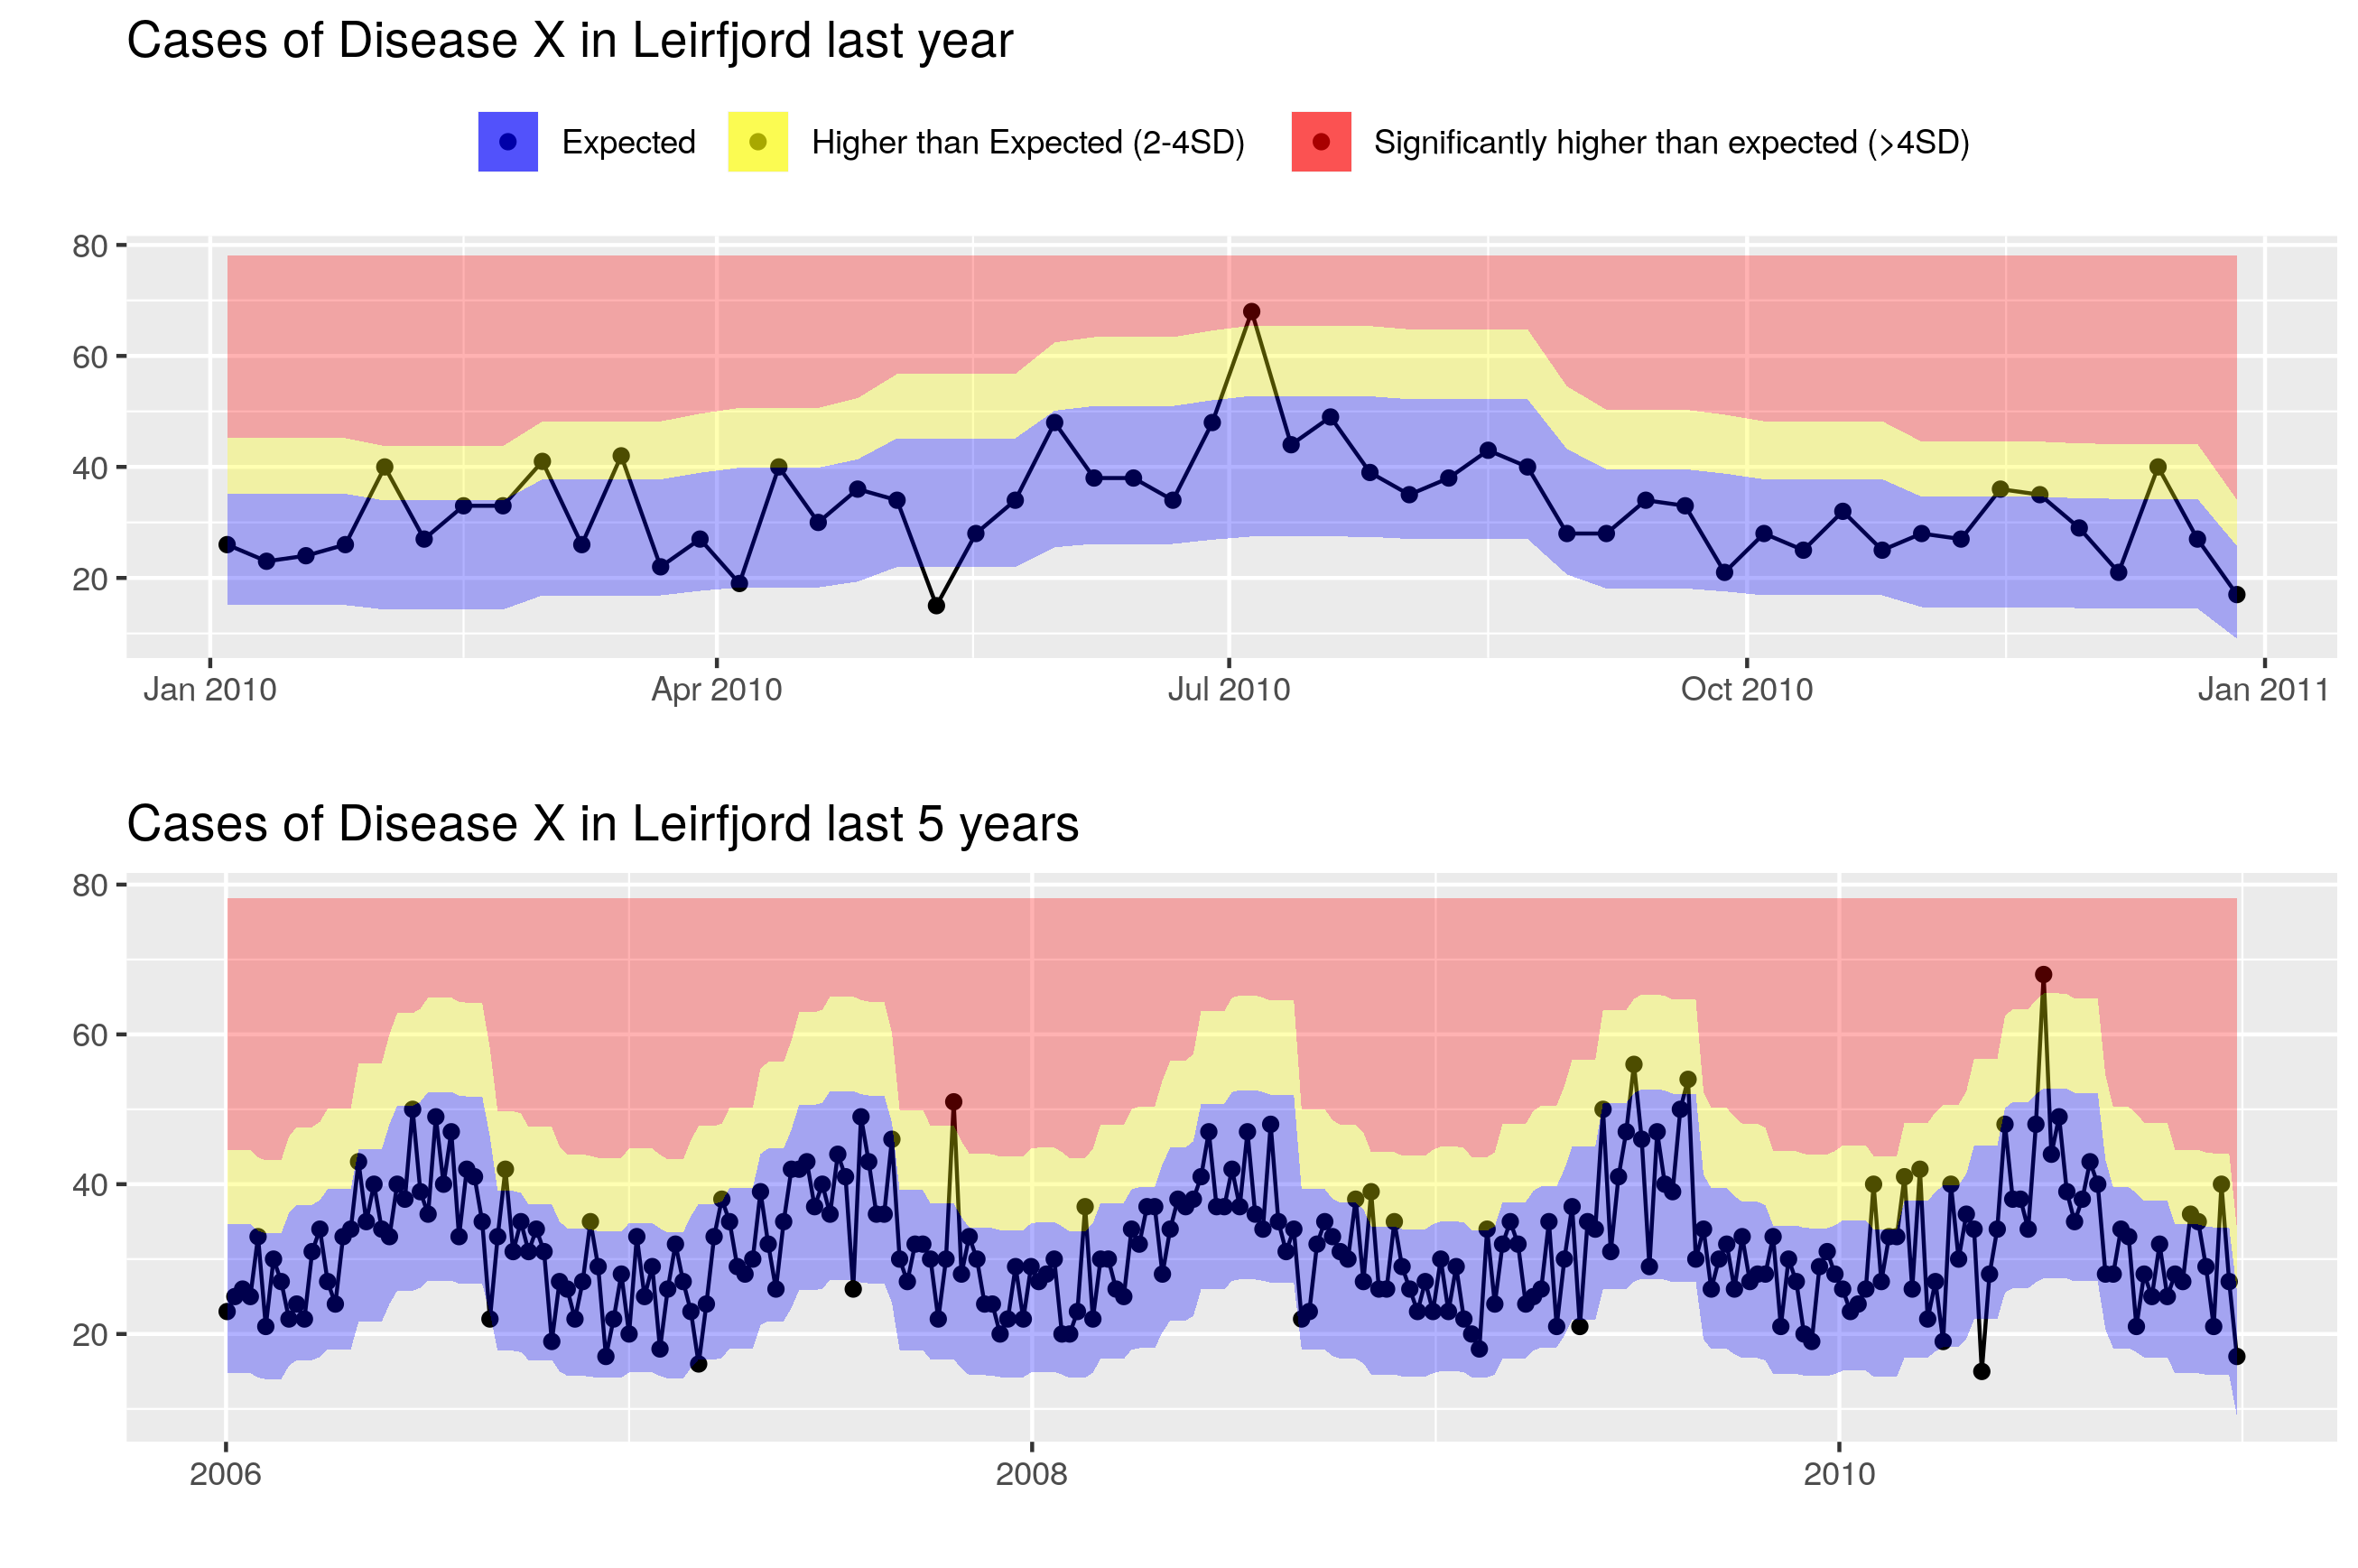 Cases of Disease X in Leirfjord last year
Expected Higher than Expected (2-4SD) Significantly higher than expected (>4SD)
80
60
40
20
Jan 2010 Apr 2010 Jul 2010 Oct 2010 Jan 2011
Cases of Disease X in Leirfjord last 5 years
80
60
40
20
2006 2008 2010